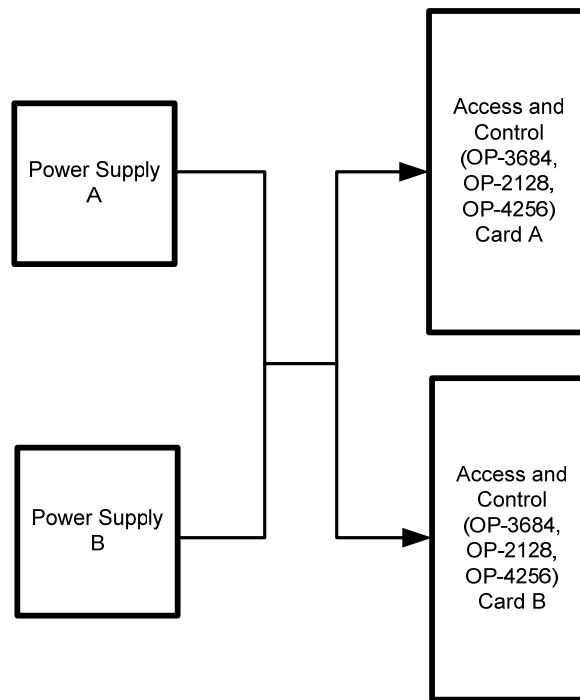 Power Supply
A
Access and
Control
(OP-3684,
OP-2128,
OP-4256)
Card A
Power Supply
B
Access and
Control
(OP-3684,
OP-2128,
OP-4256)
Card B